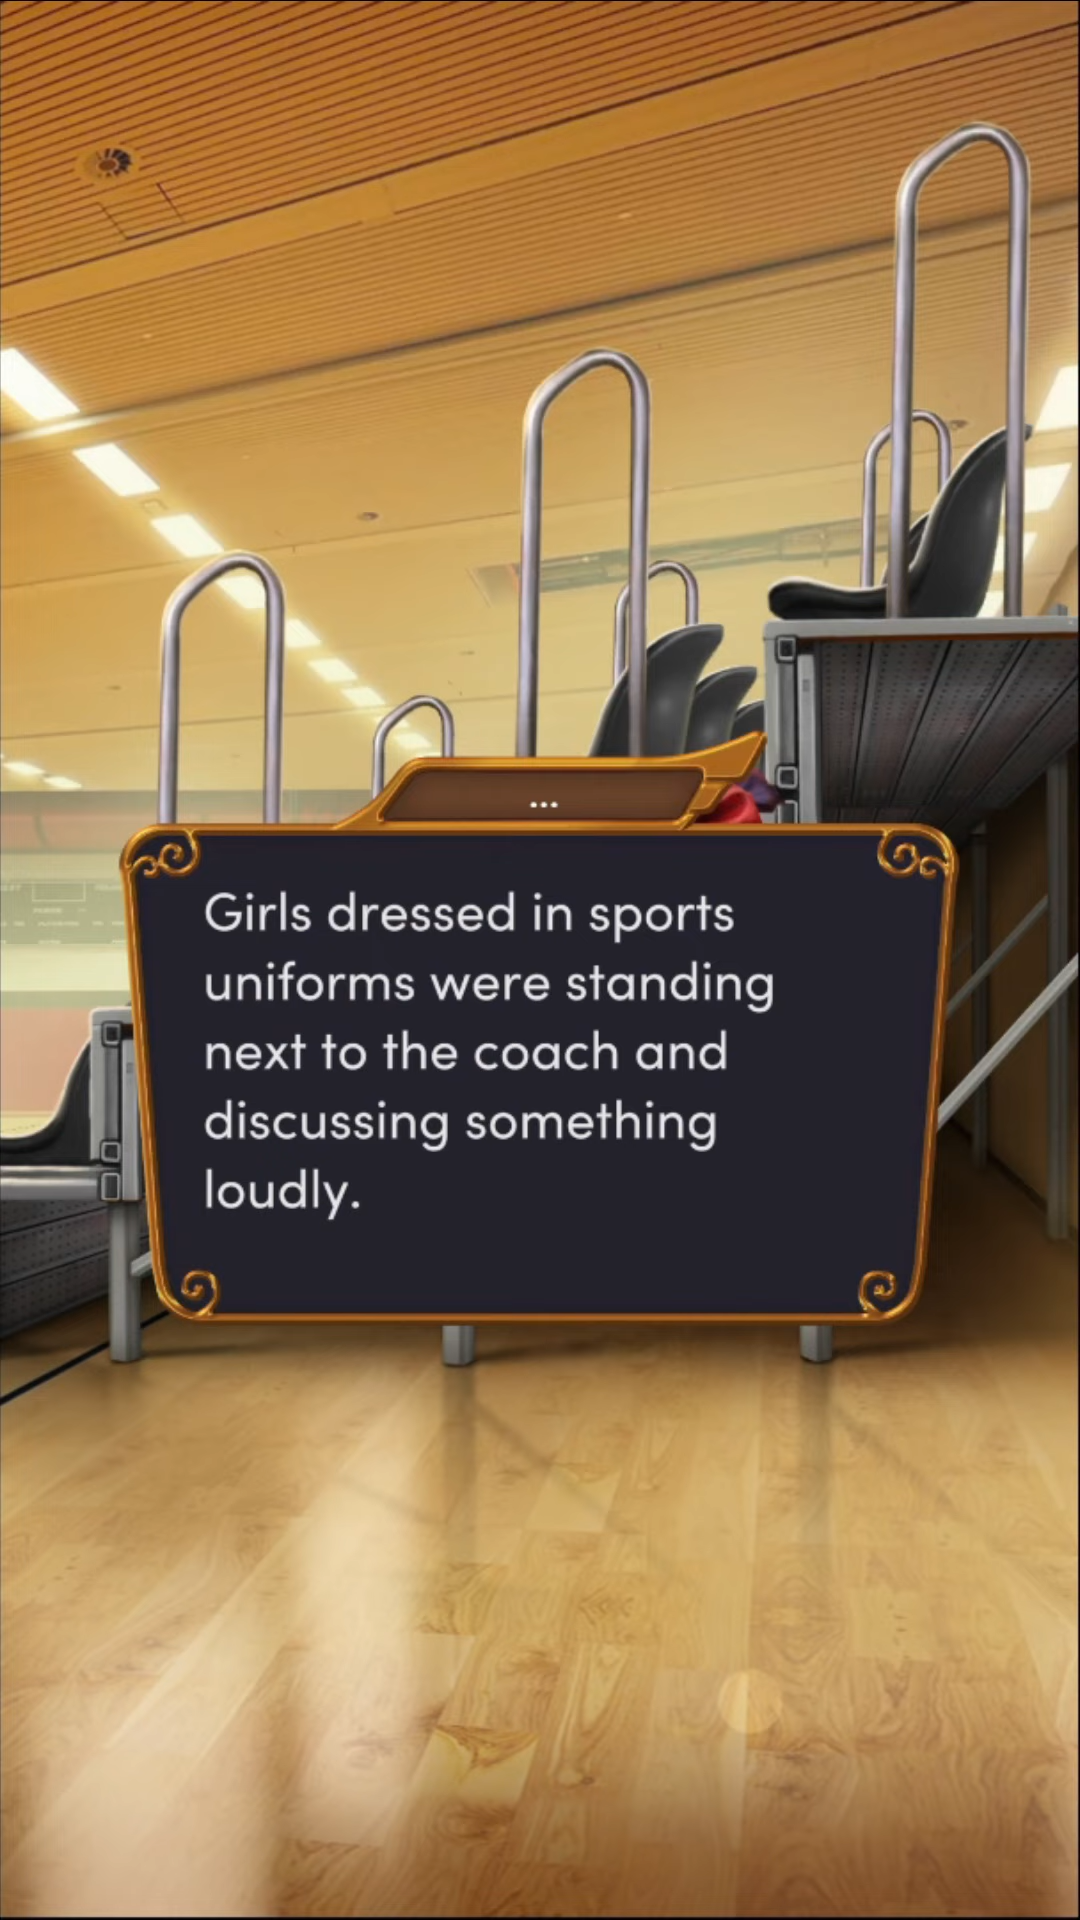 ...
Girls dressed in sports
uniforms were standing
next to the coach and
discussing something
loudly.